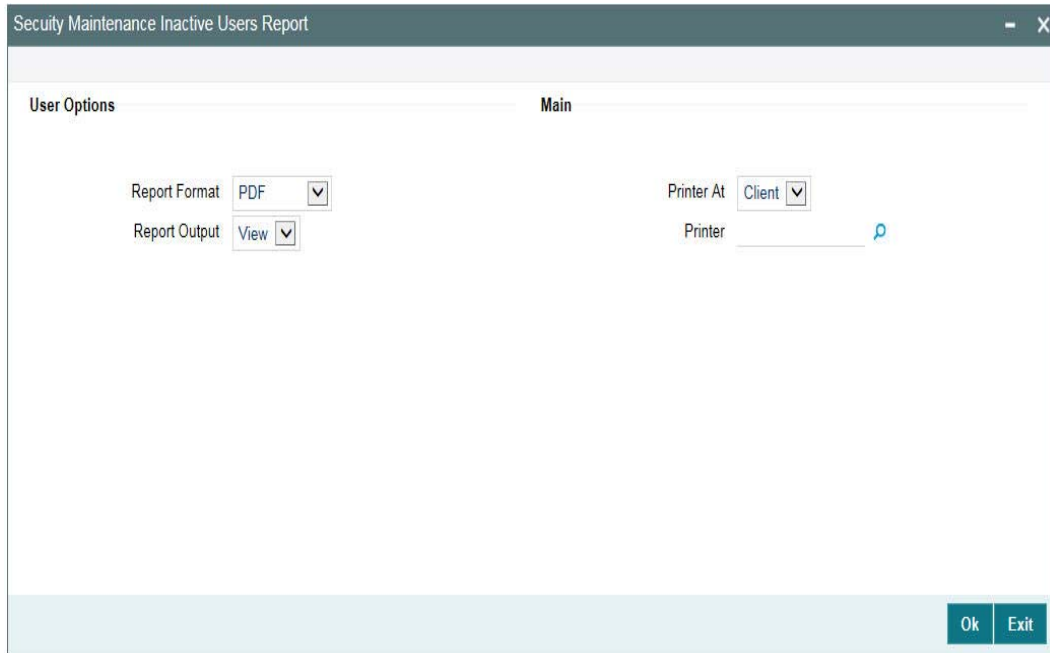 Secuity Maintenance Inactive Users Report
User Options
Main
Report Format PDF
Printer At Client
Report Output View
Printer
Ok Exit